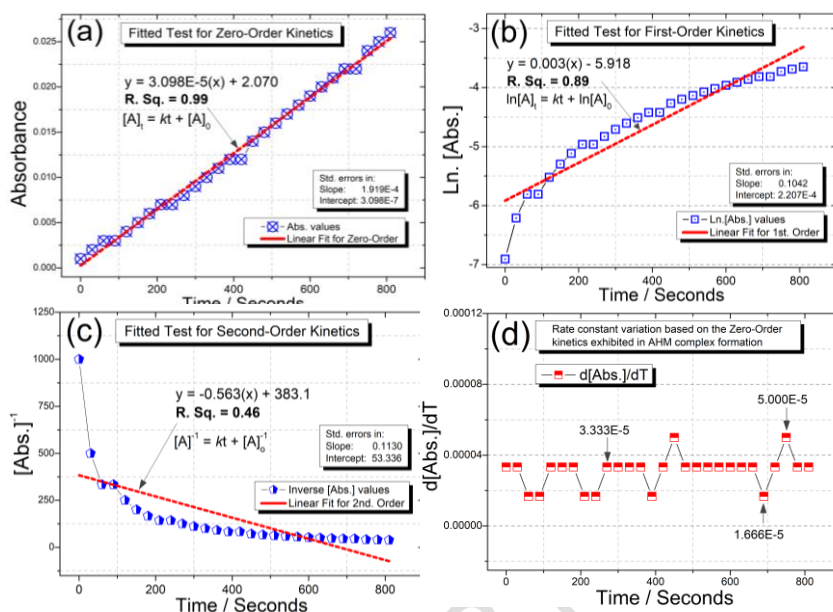 (a)
Fitted Test for Zero-Order Kinetics
y = 3.098E-5(x) + 2.070
R. Sq. = 0.99
[A]t = kt + [A]0
Std. errors in:
Slope: 1.919E-4
Intercept: 3.098E-7
Abs. values
Linear Fit for Zero-Order
Absorbance
0.025
0.020
0.015
0.010
0.005
0.000
0 200 400 600 800
Time / Seconds
(b)
Fitted Test for First-Order Kinetics
y = 0.003(x) - 5.918
R. Sq. = 0.89
ln[A]t = kt + ln[A]0
Std. errors in:
Slope: 0.1042
Intercept: 2.207E-4
Ln.[Abs.] values
Linear Fit for 1st. Order
Ln. [Abs.]
-3
-4
-5
-6
-7
0 200 400 600 800
Time / Seconds
(c)
Fitted Test for Second-Order Kinetics
y = -0.563(x) + 383.1
R. Sq. = 0.46
[A]-1 = kt + [A]0-1
Std. errors in:
Slope: 0.1130
Intercept: 53.336
Inverse [Abs.] values
Linear Fit for 2nd. Order
[Abs.]-1
1250
1000
750
500
250
0
0 200 400 600 800
Time / Seconds
(d)
Rate constant variation based on the Zero-Order
kinetics exhibited in AHM complex formation
d[Abs.]/dT
5.000E-5
3.333E-5
1.666E-5
d[Abs.]/dT
0.00012
0.00008
0.00004
0.00000
0 200 400 600 800
Time / Seconds